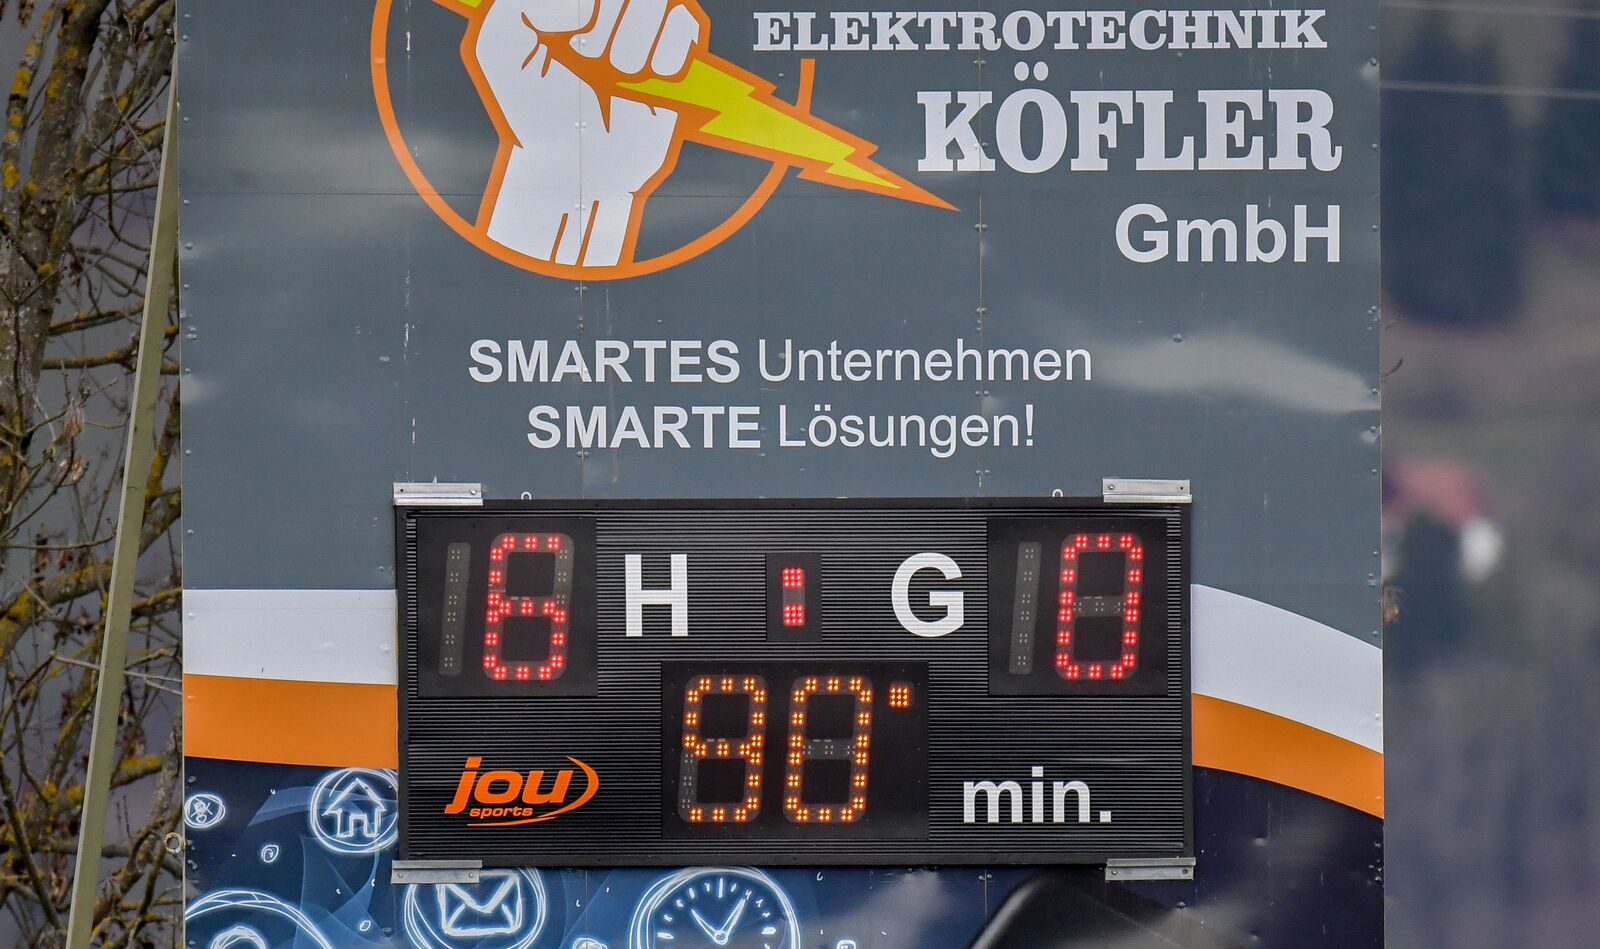 ELEKTROTECHNIK
KÖFLER
GmbH
SMARTES Unternehmen
SMARTE Lösungen!
6 H : G 0
90'
jou
sports
min.